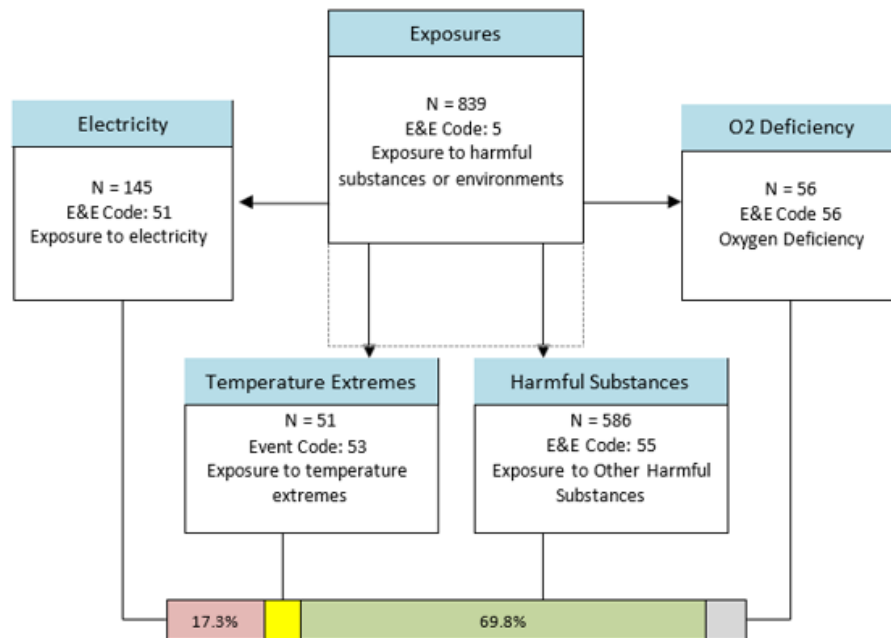 Exposures
N = 839
E&E Code: 5
Exposure to harmful
substances or environments
Electricity
N = 145
E&E Code: 51
Exposure to electricity
O2 Deficiency
N = 56
E&E Code 56
Oxygen Deficiency
Temperature Extremes
N = 51
Event Code: 53
Exposure to temperature
extremes
Harmful Substances
N = 586
E&E Code: 55
Exposure to Other Harmful
Substances
17.3%
69.8%